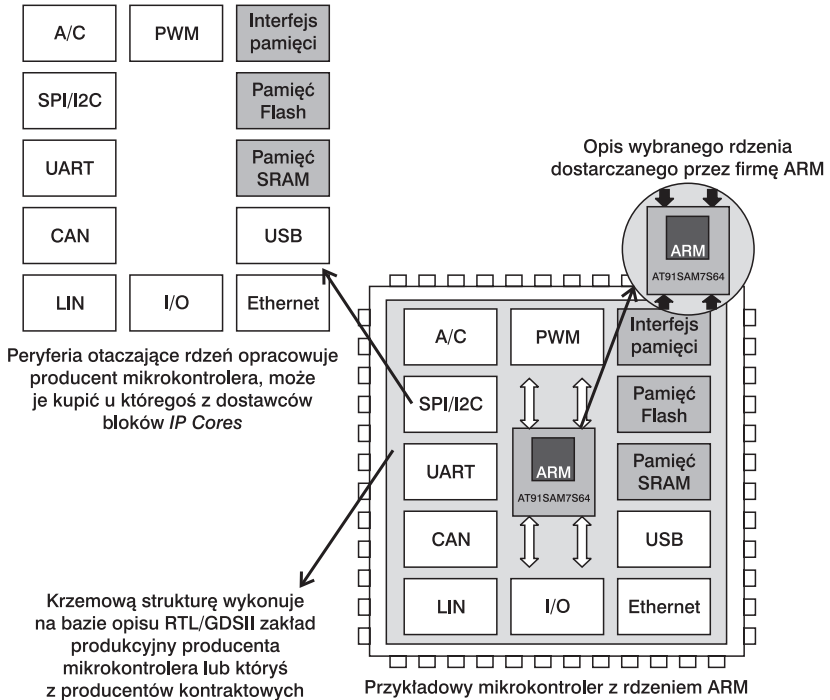 A/C
PWM
Interfejs
pamięci
SPI/I2C
Pamięć
Flash
UART
Pamięć
SRAM
CAN
USB
LIN
I/O
Ethernet
Peryferia otaczające rdzeń opracowuje
producent mikrokontrolera, może
je kupić u któregoś z dostawców
bloków IP Cores
Opis wybranego rdzenia
dostarczanego przez firmę ARM
ARM
AT91SAM7S64
A/C
PWM
Interfejs
pamięci
SPI/I2C
Pamięć
Flash
UART
ARM
AT91SAM7S64
Pamięć
SRAM
CAN
USB
LIN
I/O
Ethernet
Krzemową strukturę wykonuje
na bazie opisu RTL/GDSII zakład
produkcyjny producenta
mikrokontrolera lub któryś
z producentów kontraktowych
Przykładowy mikrokontroler z rdzeniem ARM